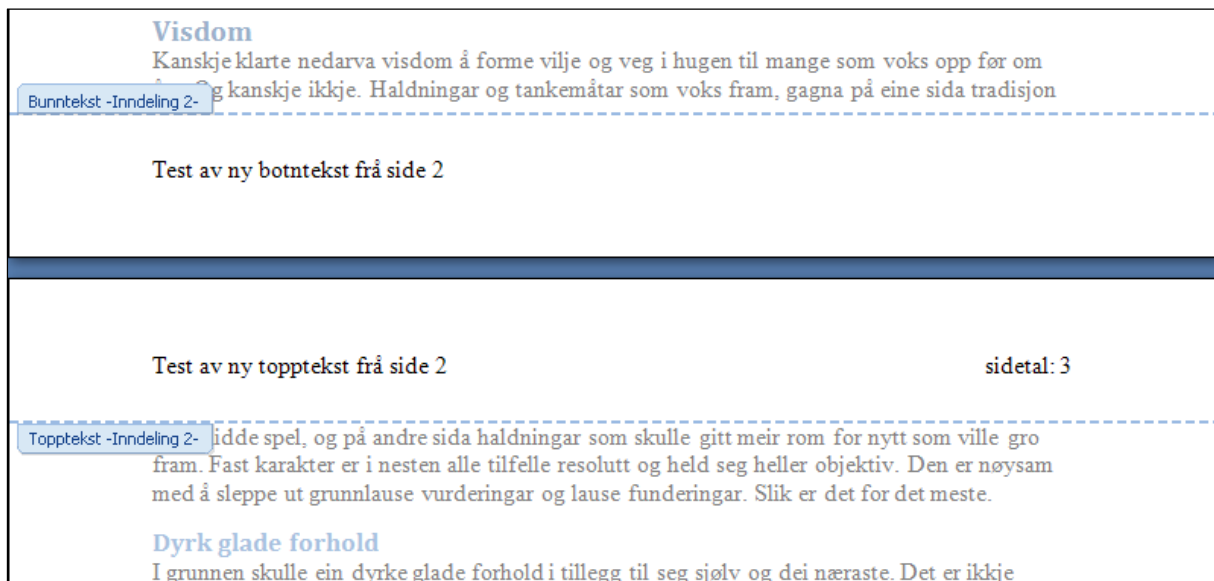 Visdom
Kanskje klarte nedarva visdom å forme vilje og veg i hugen til mange som voks opp før om
Og kanskje ikkje. Haldningar og tankemåtar som voks fram, gagna på eine sida tradisjon
Bunntekst -Inndeling 2-
Test av ny botntekst frå side 2
Test av ny topptekst frå side 2 sidetal: 3
Topptekst -Inndeling 2-
idde spel, og på andre sida haldningar som skulle gitt meir rom for nytt som ville gro
fram. Fast karakter er i nesten alle tilfelle resolutt og held seg heller objektiv. Den er nøysam
med å sleppe ut grunnlause vurderingar og lause funderingar. Slik er det for det meste.
Dyrk glade forhold
I grunnen skulle ein dyrke glade forhold i tillegg til seg sjølv og dei næraste. Det er ikkje